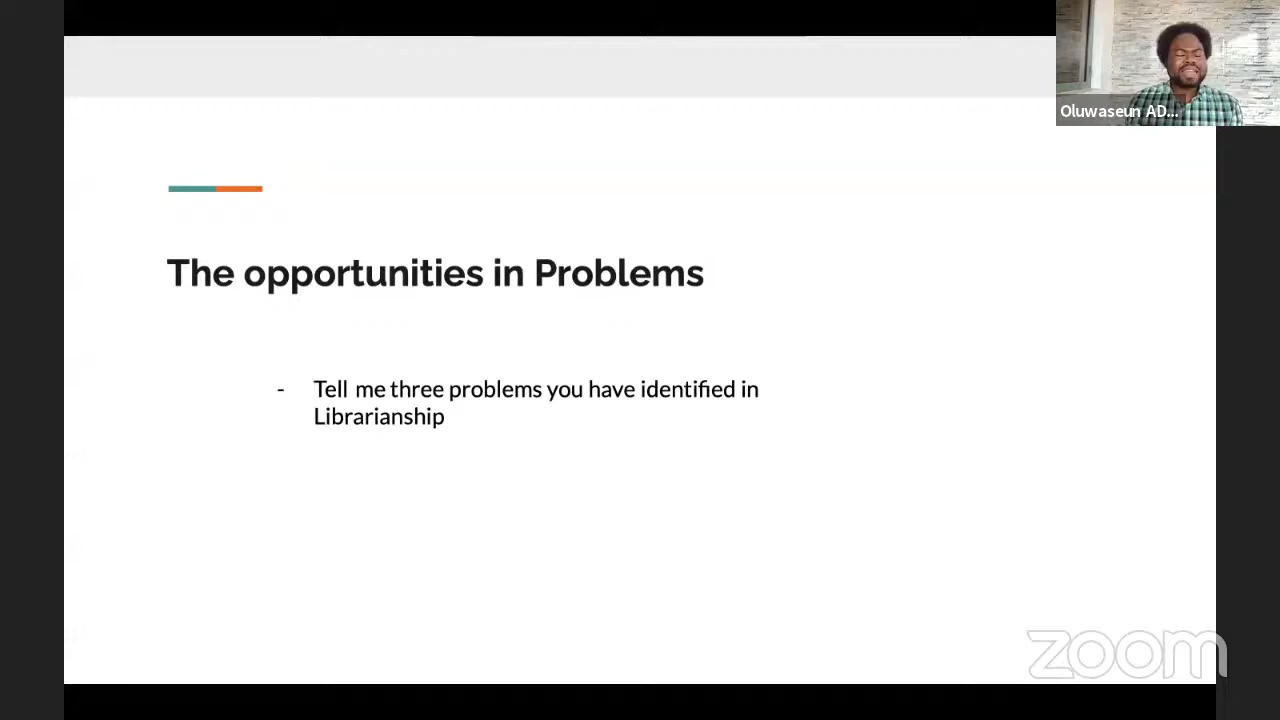 Oluwaseun AD...
The opportunities in Problems
- Tell me three problems you have identified in
Librarianship
zoom